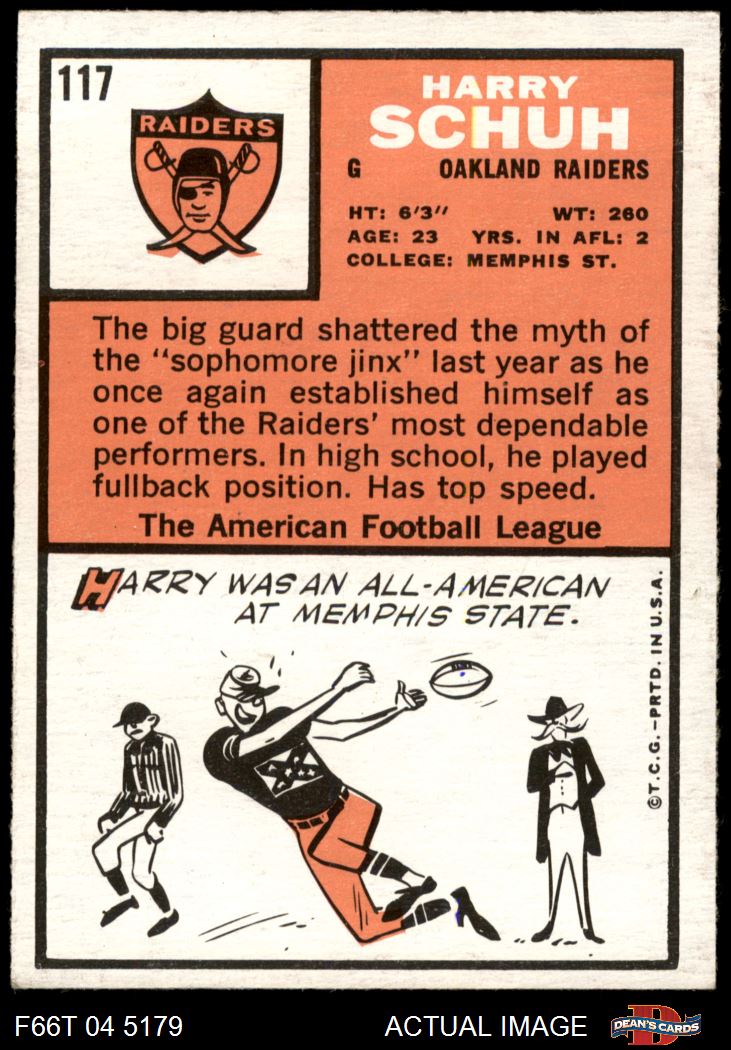 117
RAIDERS
HARRY
SCHUH
G OAKLAND RAIDERS
HT: 6'3" WT: 260
AGE: 23 YRS. IN AFL: 2
COLLEGE: MEMPHIS ST.
The big guard shattered the myth of
the "sophomore jinx" last year as he
once again established himself as
one of the Raiders' most dependable
performers. In high school, he played
fullback position. Has top speed.
The American Football League
HARRY WAS AN ALL-AMERICAN
AT MEMPHIS STATE.
©T.C.G.-PRTD. IN U.S.A.
F66T 04 5179 ACTUAL IMAGE
D
DEAN'S CARDS